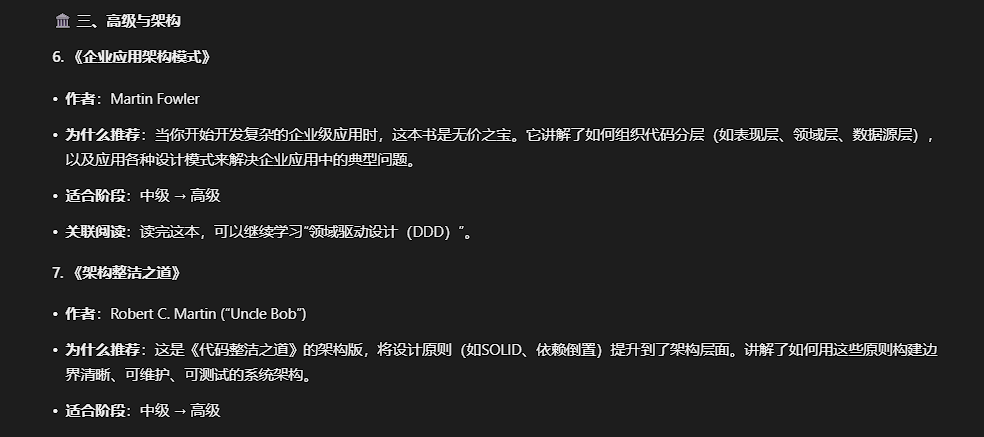 🏛️ 三、高级与架构
6. 《企业应用架构模式》
• 作者：Martin Fowler
• 为什么推荐：当你开始开发复杂的企业级应用时，这本书是无价之宝。它讲解了如何组织代码分层（如表现层、领域层、数据源层），
以及应用各种设计模式来解决企业应用中的典型问题。
• 适合阶段：中级 → 高级
• 关联阅读：读完这本，可以继续学习"领域驱动设计（DDD）"。
7. 《架构整洁之道》
• 作者：Robert C. Martin ("Uncle Bob")
• 为什么推荐：这是《代码整洁之道》的架构版，将设计原则（如SOLID、依赖倒置）提升到了架构层面。讲解了如何用这些原则构建边
界清晰、可维护、可测试的系统架构。
• 适合阶段：中级 → 高级